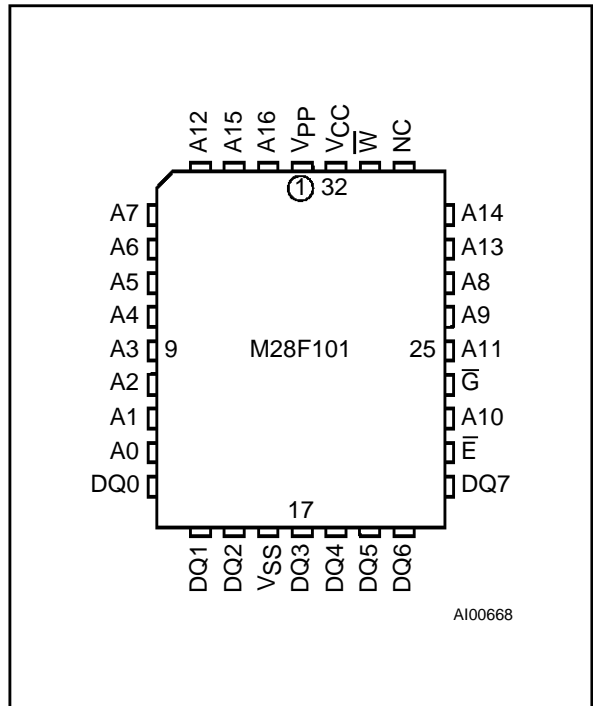 A12 A15 A16 VPP VCC W̅ NC
1 32
A7 A14
A6 A13
A5 A8
A4 A9
A3 9 M28F101 25 A11
A2 G̅
A1 A10
A0 E̅
DQ0 DQ7
17
DQ1 DQ2 VSS DQ3 DQ4 DQ5 DQ6
AI00668